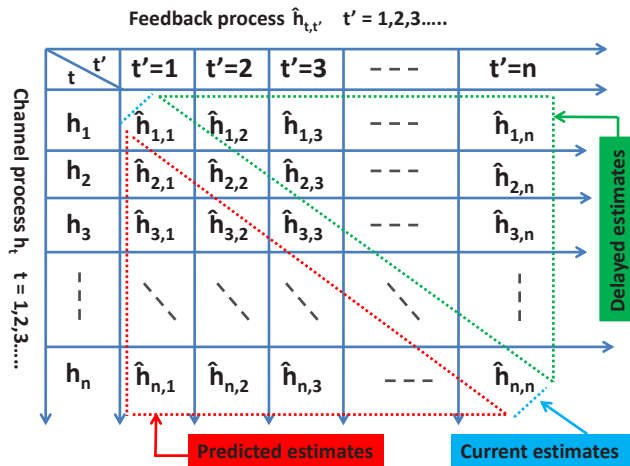 Feedback process ĥt,t' t' = 1,2,3.....
t' t t'=1 t'=2 t'=3 ---- t'=n
Channel process ht t = 1,2,3.....
h1 ĥ1,1 ĥ1,2 ĥ1,3 ---- ĥ1,n
h2 ĥ2,1 ĥ2,2 ĥ2,3 ---- ĥ2,n
h3 ĥ3,1 ĥ3,2 ĥ3,3 ---- ĥ3,n
hn ĥn,1 ĥn,2 ĥn,3 ---- ĥn,n
Delayed estimates
Predicted estimates
Current estimates